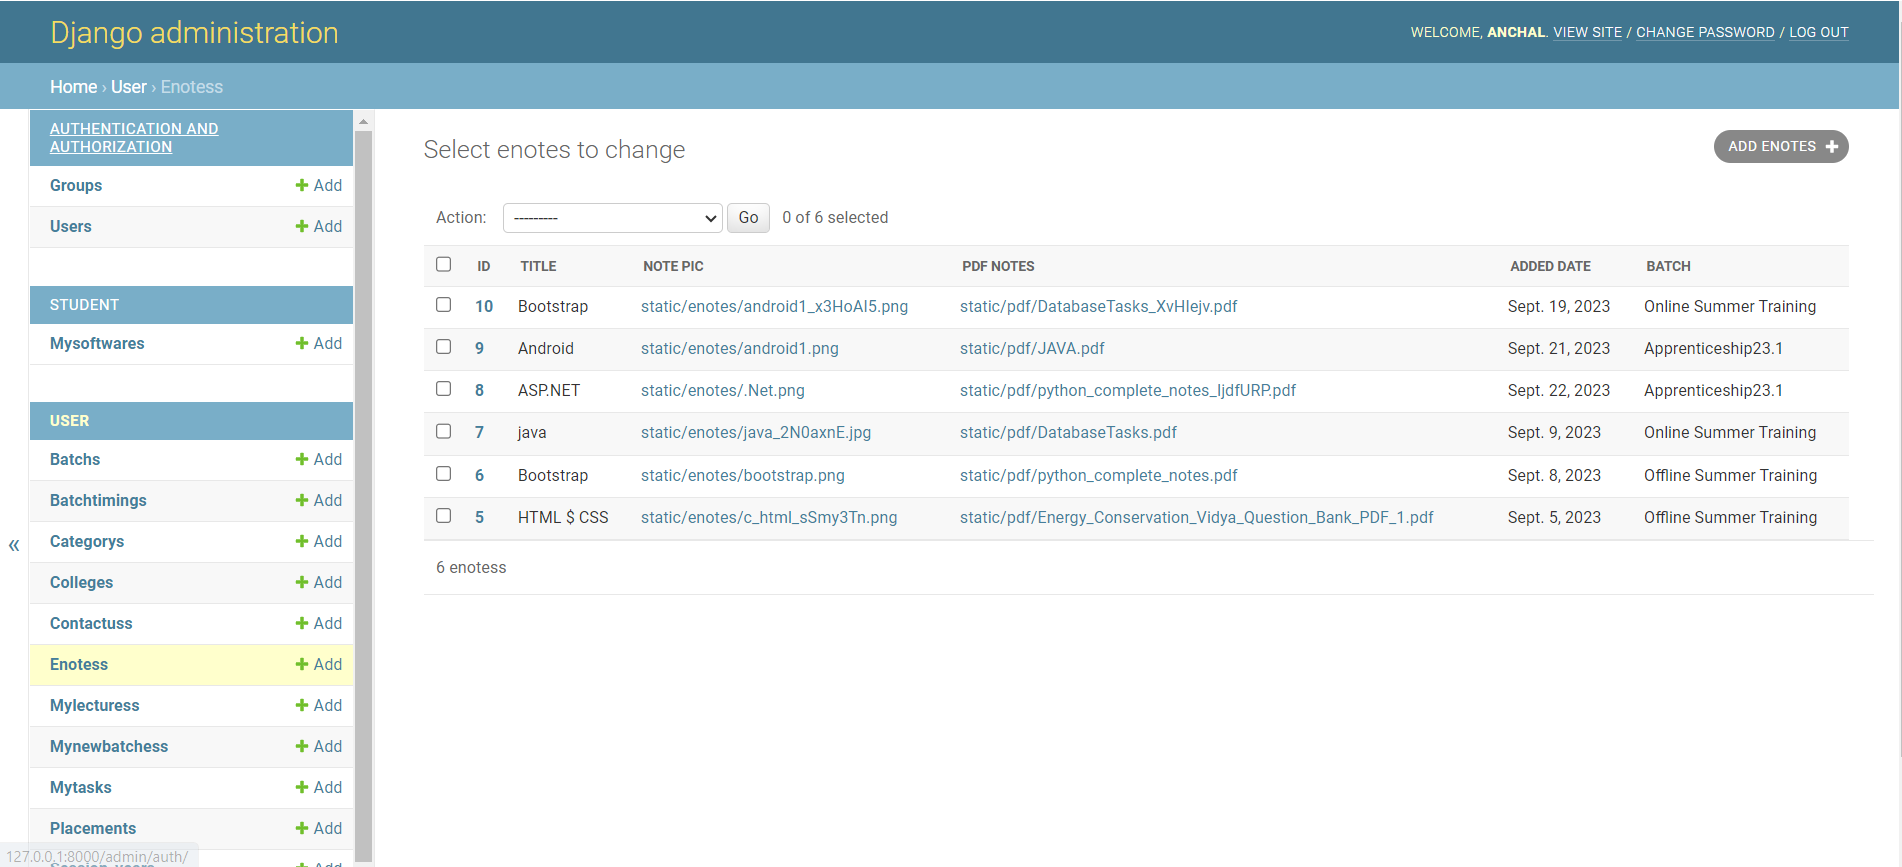 Django administration
WELCOME, ANCHAL. VIEW SITE / CHANGE PASSWORD / LOG OUT
Home › User › Enotess
AUTHENTICATION AND
AUTHORIZATION
Groups + Add
Users + Add
STUDENT
Mysoftwares + Add
USER
Batchs + Add
Batchtimings + Add
Categorys + Add
Colleges + Add
Contactuss + Add
Enotess + Add
Mylecturess + Add
Mynewbatchess + Add
Mytasks + Add
Placements + Add
127.0.0.1:8000/admin/auth/
«
Select enotes to change
ADD ENOTES +
Action: --------- Go 0 of 6 selected
ID TITLE NOTE PIC PDF NOTES ADDED DATE BATCH
10 Bootstrap static/enotes/android1_x3HoAI5.png static/pdf/DatabaseTasks_XvHIejv.pdf Sept. 19, 2023 Online Summer Training
9 Android static/enotes/android1.png static/pdf/JAVA.pdf Sept. 21, 2023 Apprenticeship23.1
8 ASP.NET static/enotes/.Net.png static/pdf/python_complete_notes_ljdfURP.pdf Sept. 22, 2023 Apprenticeship23.1
7 java static/enotes/java_2N0axnE.jpg static/pdf/DatabaseTasks.pdf Sept. 9, 2023 Online Summer Training
6 Bootstrap static/enotes/bootstrap.png static/pdf/python_complete_notes.pdf Sept. 8, 2023 Offline Summer Training
5 HTML $ CSS static/enotes/c_html_sSmy3Tn.png static/pdf/Energy_Conservation_Vidya_Question_Bank_PDF_1.pdf Sept. 5, 2023 Offline Summer Training
6 enotess